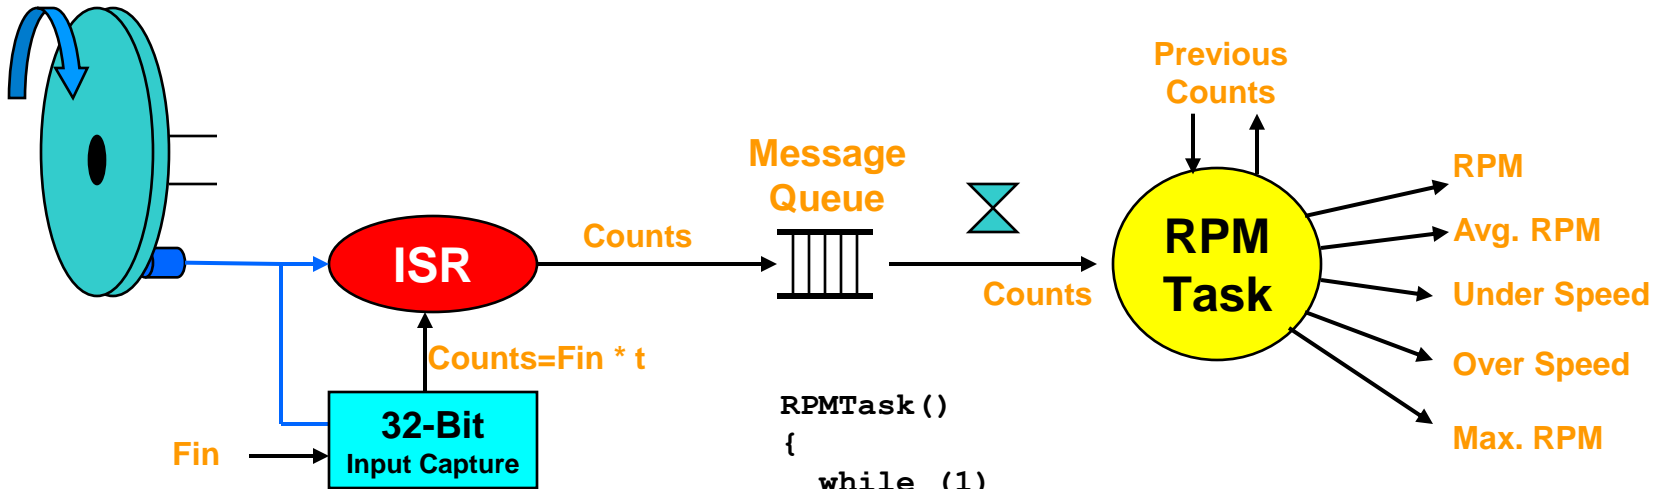 Previous
Counts
Message
Queue
RPM
Avg. RPM
Under Speed
Over Speed
Max. RPM
RPM
Task
ISR
Counts
Counts
Counts=Fin * t
32-Bit
Input Capture
Fin
RPMTask()
{
while (1)